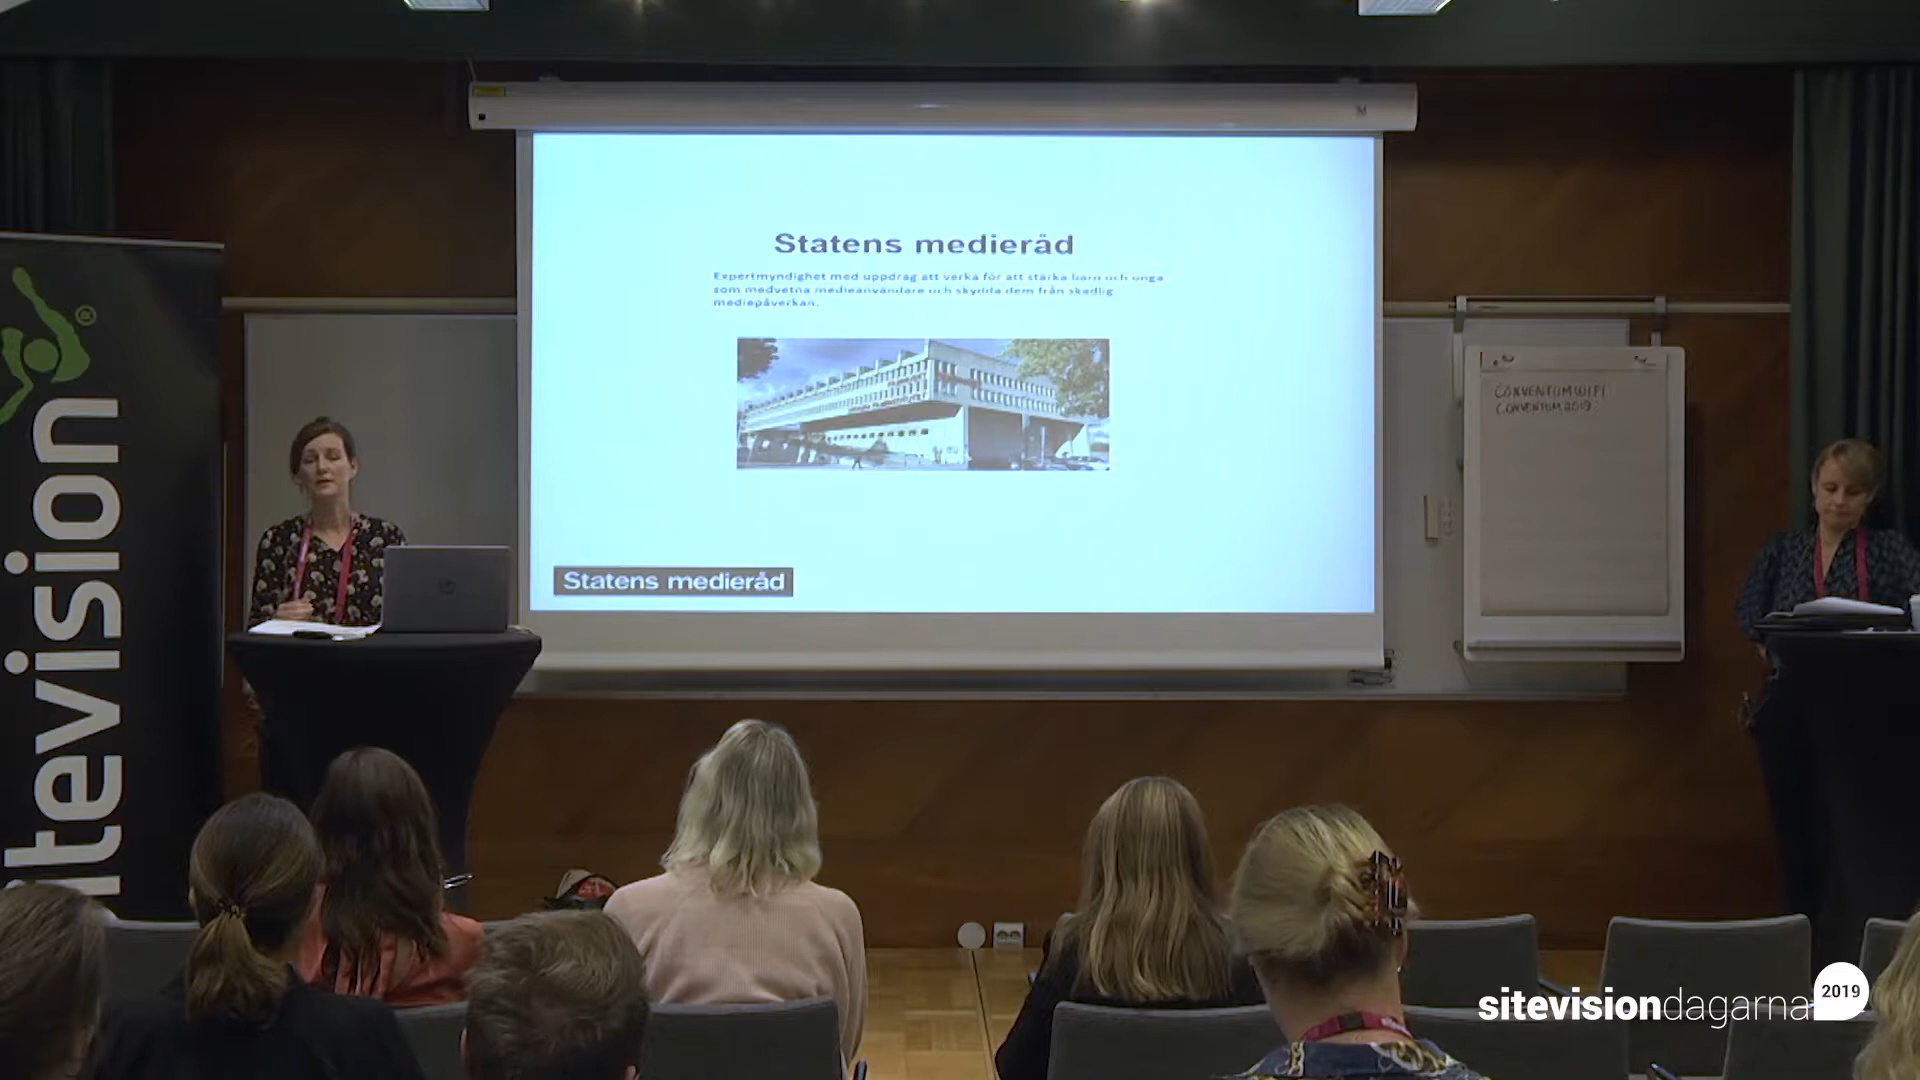 Statens medieråd
Expertmyndighet med uppdrag att verka för att stärka barn och unga
som medvetna medieanvändare och skydda dem från skadlig
mediepåverkan.
Statens medieråd
CONVENTUMWIFI
CONVENTUM2019
itevision
®
sitevisiondagarna
2019